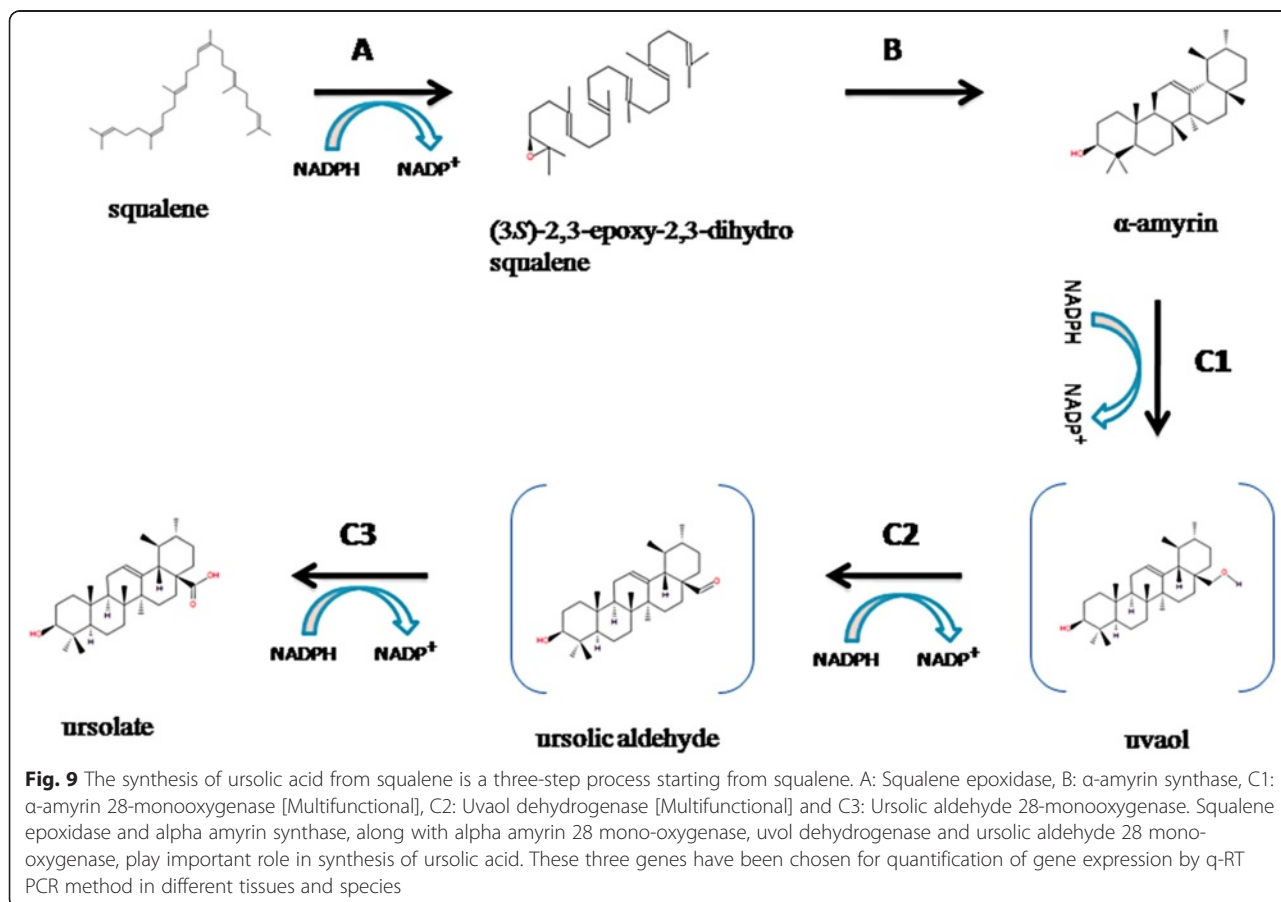 A
B
NADPH
NADP+
squalene
O
(3S)-2,3-epoxy-2,3-dihydro
squalene
HO
α-amyrin
NADPH
NADP+
C1
C3
C2
HO
H
H
H
OH
O
NADPH
NADP+
HO
H
H
H
O
NADPH
NADP+
HO
H
H
H
O
H
ursolate
ursolic aldehyde
uvaol
Fig. 9 The synthesis of ursolic acid from squalene is a three-step process starting from squalene. A: Squalene epoxidase, B: α-amyrin synthase, C1:
α-amyrin 28-monooxygenase [Multifunctional], C2: Uvaol dehydrogenase [Multifunctional] and C3: Ursolic aldehyde 28-monooxygenase. Squalene
epoxidase and alpha amyrin synthase, along with alpha amyrin 28 mono-oxygenase, uvol dehydrogenase and ursolic aldehyde 28 mono-
oxygenase, play important role in synthesis of ursolic acid. These three genes have been chosen for quantification of gene expression by q-RT
PCR method in different tissues and species